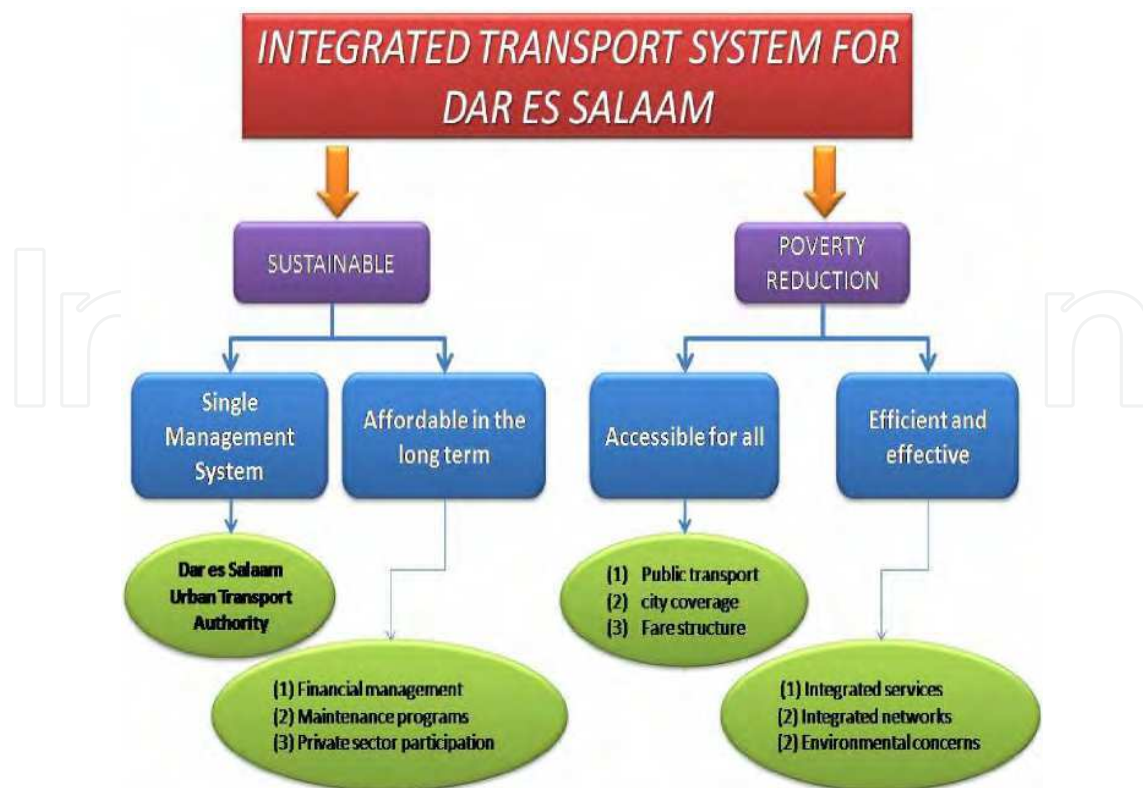 INTEGRATED TRANSPORT SYSTEM FOR
DAR ES SALAAM
SUSTAINABLE
POVERTY
REDUCTION
Single
Management
System
Affordable in the
long term
Accessible for all
Efficient and
effective
Dar es Salaam
Urban Transport
Authority
(1) Financial management
(2) Maintenance programs
(3) Private sector participation
(1) Public transport
(2) city coverage
(3) Fare structure
(1) Integrated services
(2) Integrated networks
(2) Environmental concerns